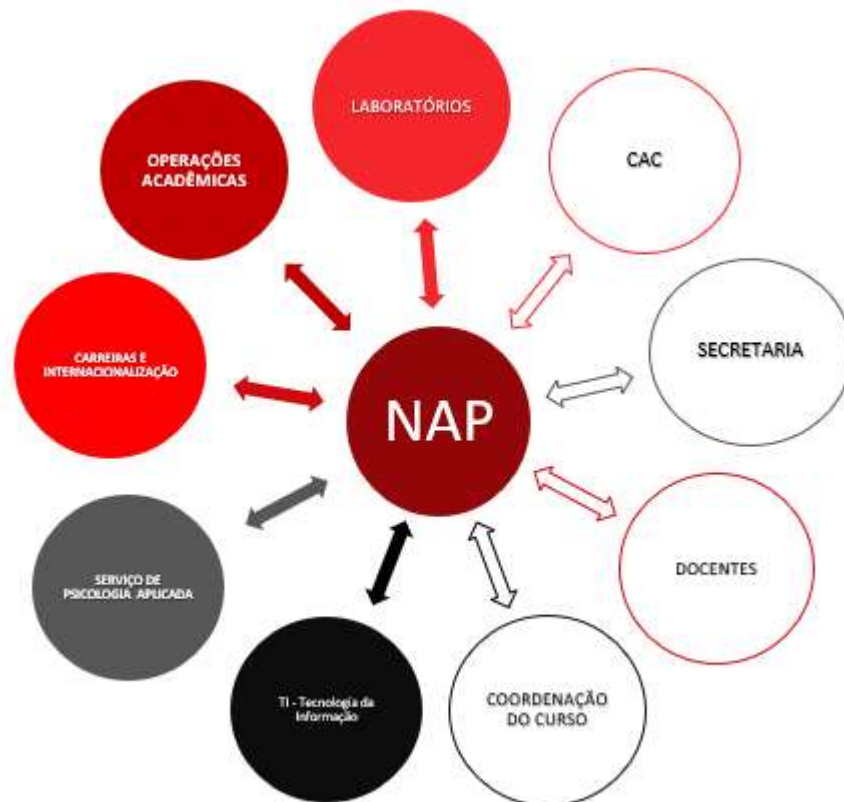 LABORATÓRIOS
CAC
SECRETARIA
DOCENTES
COORDENAÇÃO
DO CURSO
TI - Tecnologia da
Informação
SERVIÇO DE
PSICOLOGIA APLICADA
CARREIRAS E
INTERNACIONALIZAÇÃO
OPERAÇÕES
ACADÊMICAS
NAP